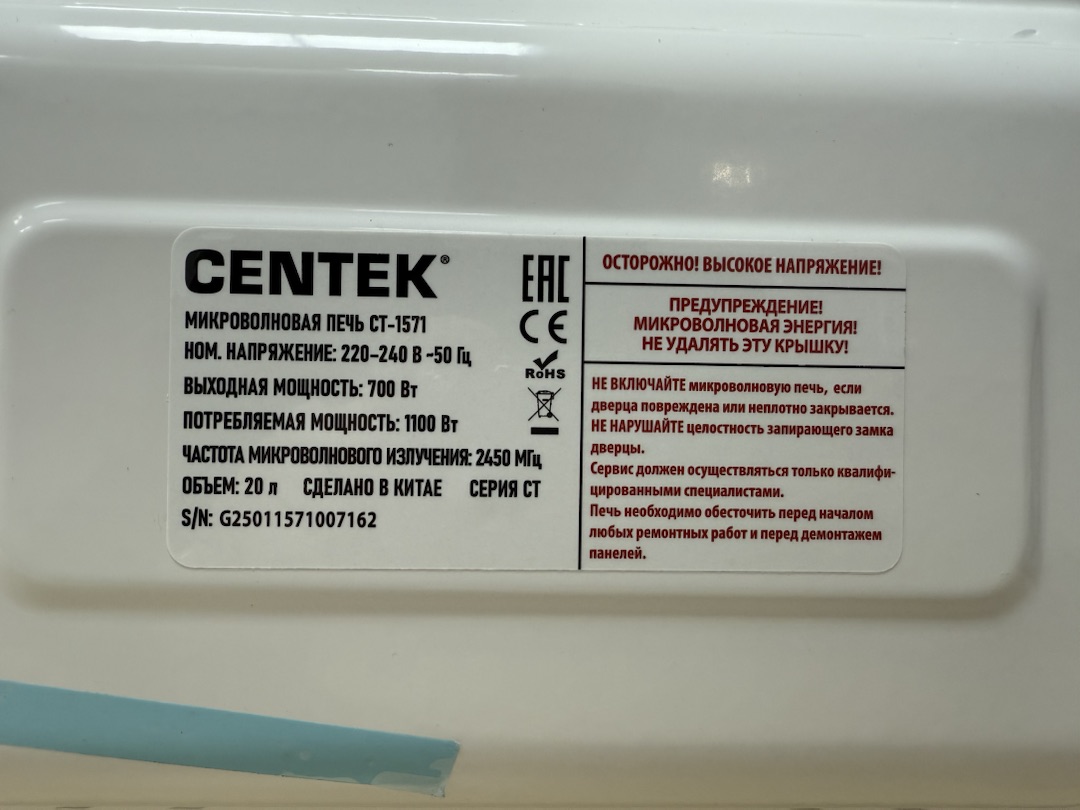 CENTEK®
МИКРОВОЛНОВАЯ ПЕЧЬ CT-1571
НОМ. НАПРЯЖЕНИЕ: 220–240 В ~50 Гц
ВЫХОДНАЯ МОЩНОСТЬ: 700 Вт
ПОТРЕБЛЯЕМАЯ МОЩНОСТЬ: 1100 Вт
ЧАСТОТА МИКРОВОЛНОВОГО ИЗЛУЧЕНИЯ: 2450 МГц
ОБЪЕМ: 20 л СДЕЛАНО В КИТАЕ СЕРИЯ СТ
S/N: G25011571007162
EAC
CE
RoHS
ОСТОРОЖНО! ВЫСОКОЕ НАПРЯЖЕНИЕ!
ПРЕДУПРЕЖДЕНИЕ!
МИКРОВОЛНОВАЯ ЭНЕРГИЯ!
НЕ УДАЛЯТЬ ЭТУ КРЫШКУ!
НЕ ВКЛЮЧАЙТЕ микроволновую печь, если
дверца повреждена или неплотно закрывается.
НЕ НАРУШАЙТЕ целостность запирающего замка
дверцы.
Сервис должен осуществляться только квалифи-
цированными специалистами.
Печь необходимо обесточить перед началом
любых ремонтных работ и перед демонтажем
панелей.